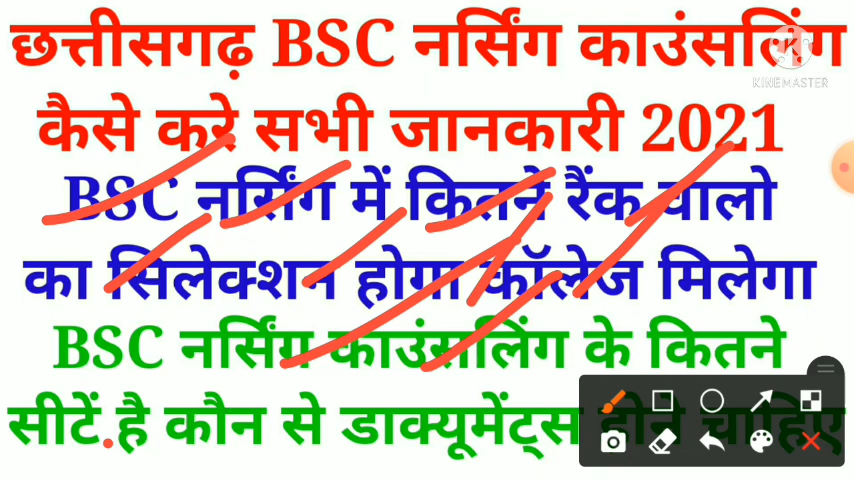 छत्तीसगढ़ BSC नर्सिंग काउंसलिंग
KINEMASTER
कैसे करे सभी जानकारी 2021
BSC नर्सिंग में कितने रैंक वालो
का सिलेक्शन होगा कॉलेज मिलेगा
BSC नर्सिंग काउंसलिंग के कितने
सीटें है कौन से डाक्यूमेंट्स होने चाहिए